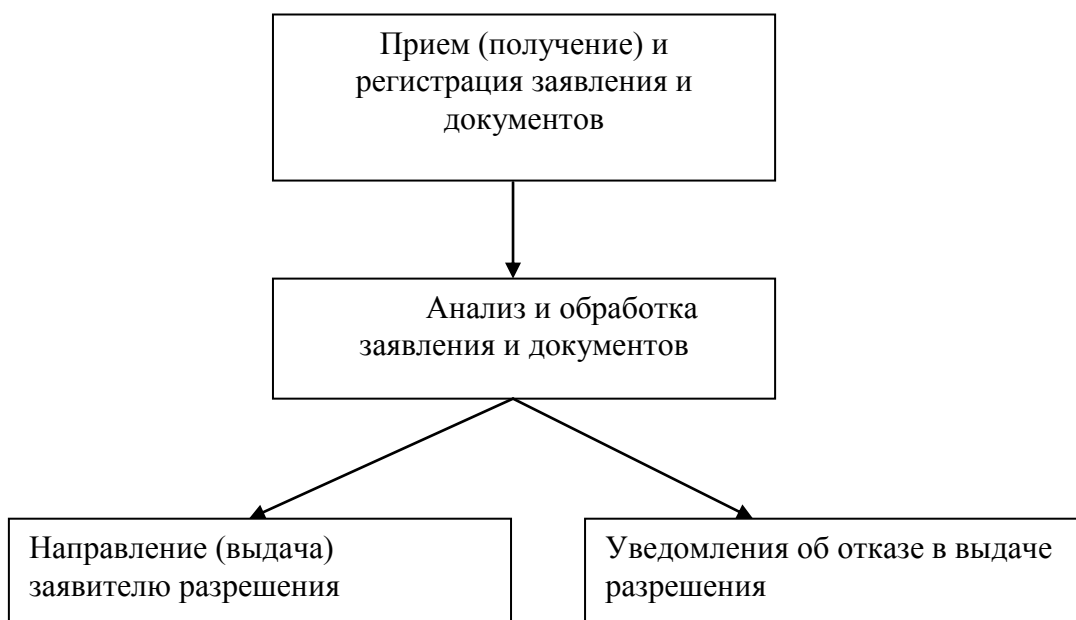 Прием (получение) и
регистрация заявления и
документов
Анализ и обработка
заявления и документов
Направление (выдача)
заявителю разрешения
Уведомления об отказе в выдаче
разрешения